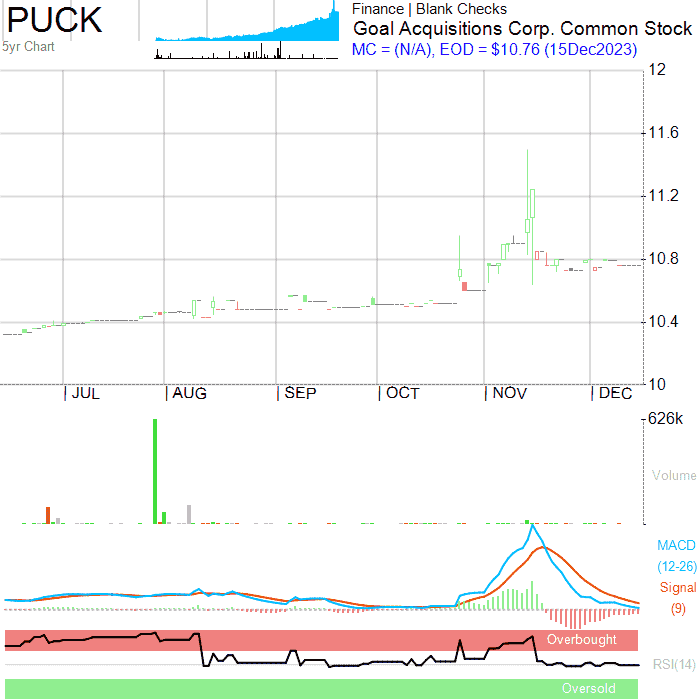 PUCK
5yr Chart
Finance | Blank Checks
Goal Acquisitions Corp. Common Stock
MC = (N/A), EOD = $10.76 (15Dec2023)
12
11.6
11.2
10.8
10.4
10
| JUL | AUG | SEP | OCT | NOV | DEC
626k
Volume
MACD
(12-26)
Signal
(9)
Overbought
RSI(14)
Oversold